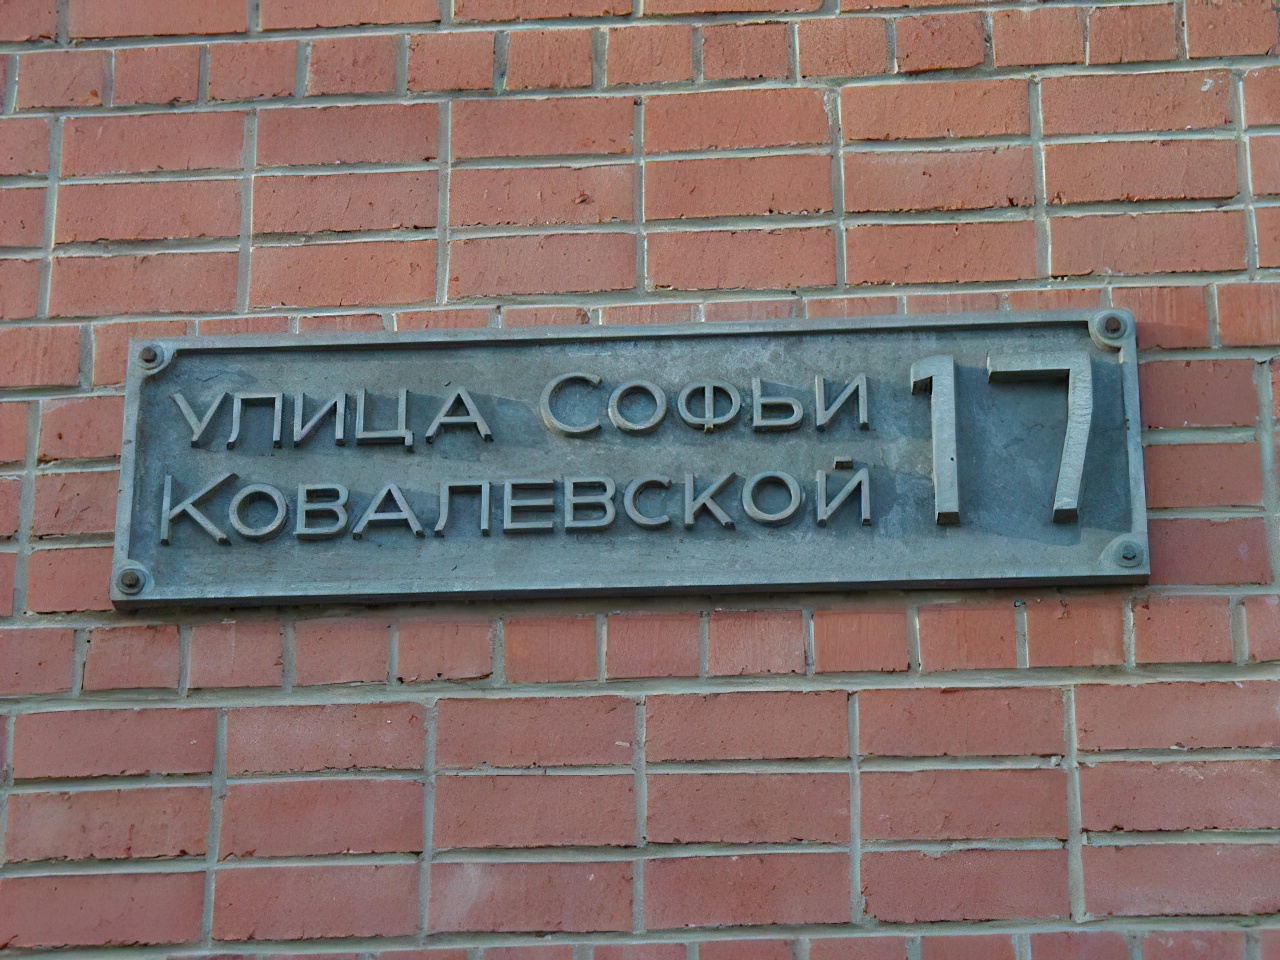 Улица Софьи 17
Ковалевской